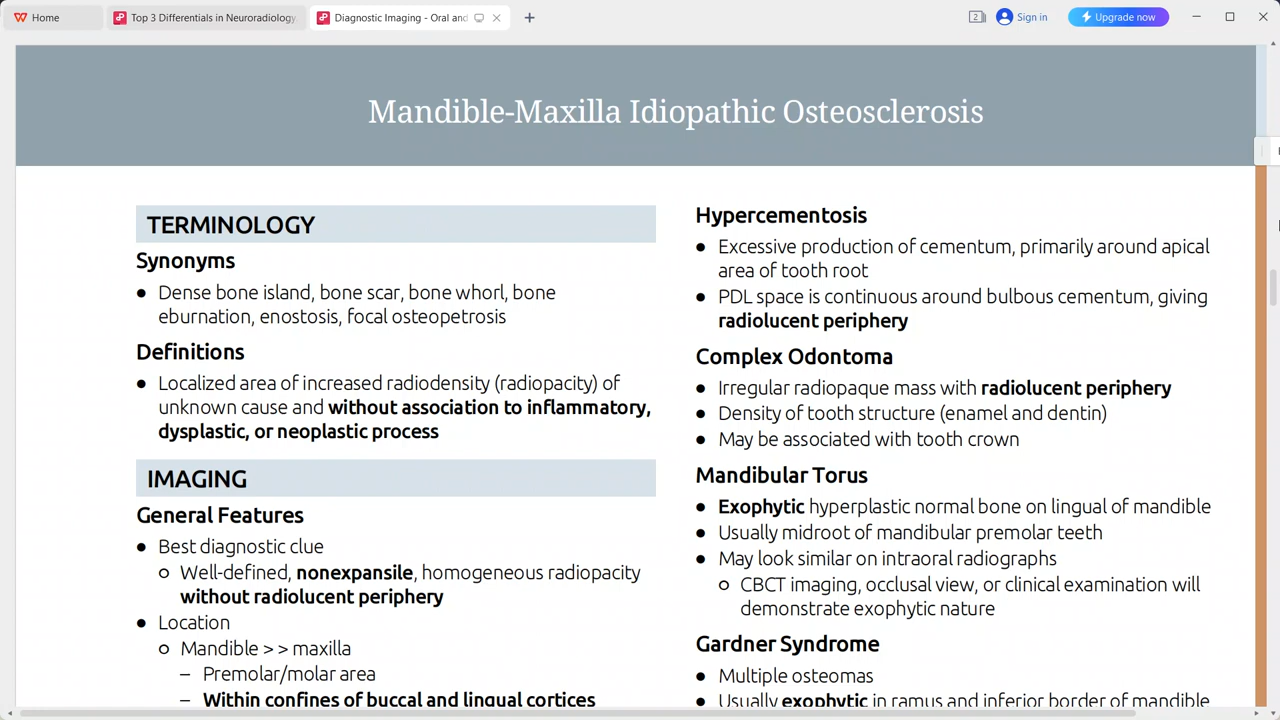 Home
Top 3 Differentials in Neuroradiology
Diagnostic Imaging - Oral and
2
Sign in
Upgrade now
Mandible-Maxilla Idiopathic Osteosclerosis
TERMINOLOGY
Synonyms
● Dense bone island, bone scar, bone whorl, bone
eburnation, enostosis, focal osteopetrosis
Definitions
● Localized area of increased radiodensity (radiopacity) of
unknown cause and without association to inflammatory,
dysplastic, or neoplastic process
IMAGING
General Features
● Best diagnostic clue
○ Well-defined, nonexpansile, homogeneous radiopacity
without radiolucent periphery
● Location
○ Mandible > > maxilla
– Premolar/molar area
– Within confines of buccal and lingual cortices
Hypercementosis
● Excessive production of cementum, primarily around apical
area of tooth root
● PDL space is continuous around bulbous cementum, giving
radiolucent periphery
Complex Odontoma
● Irregular radiopaque mass with radiolucent periphery
● Density of tooth structure (enamel and dentin)
● May be associated with tooth crown
Mandibular Torus
● Exophytic hyperplastic normal bone on lingual of mandible
● Usually midroot of mandibular premolar teeth
● May look similar on intraoral radiographs
○ CBCT imaging, occlusal view, or clinical examination will
demonstrate exophytic nature
Gardner Syndrome
● Multiple osteomas
● Usually exophytic in ramus and inferior border of mandible